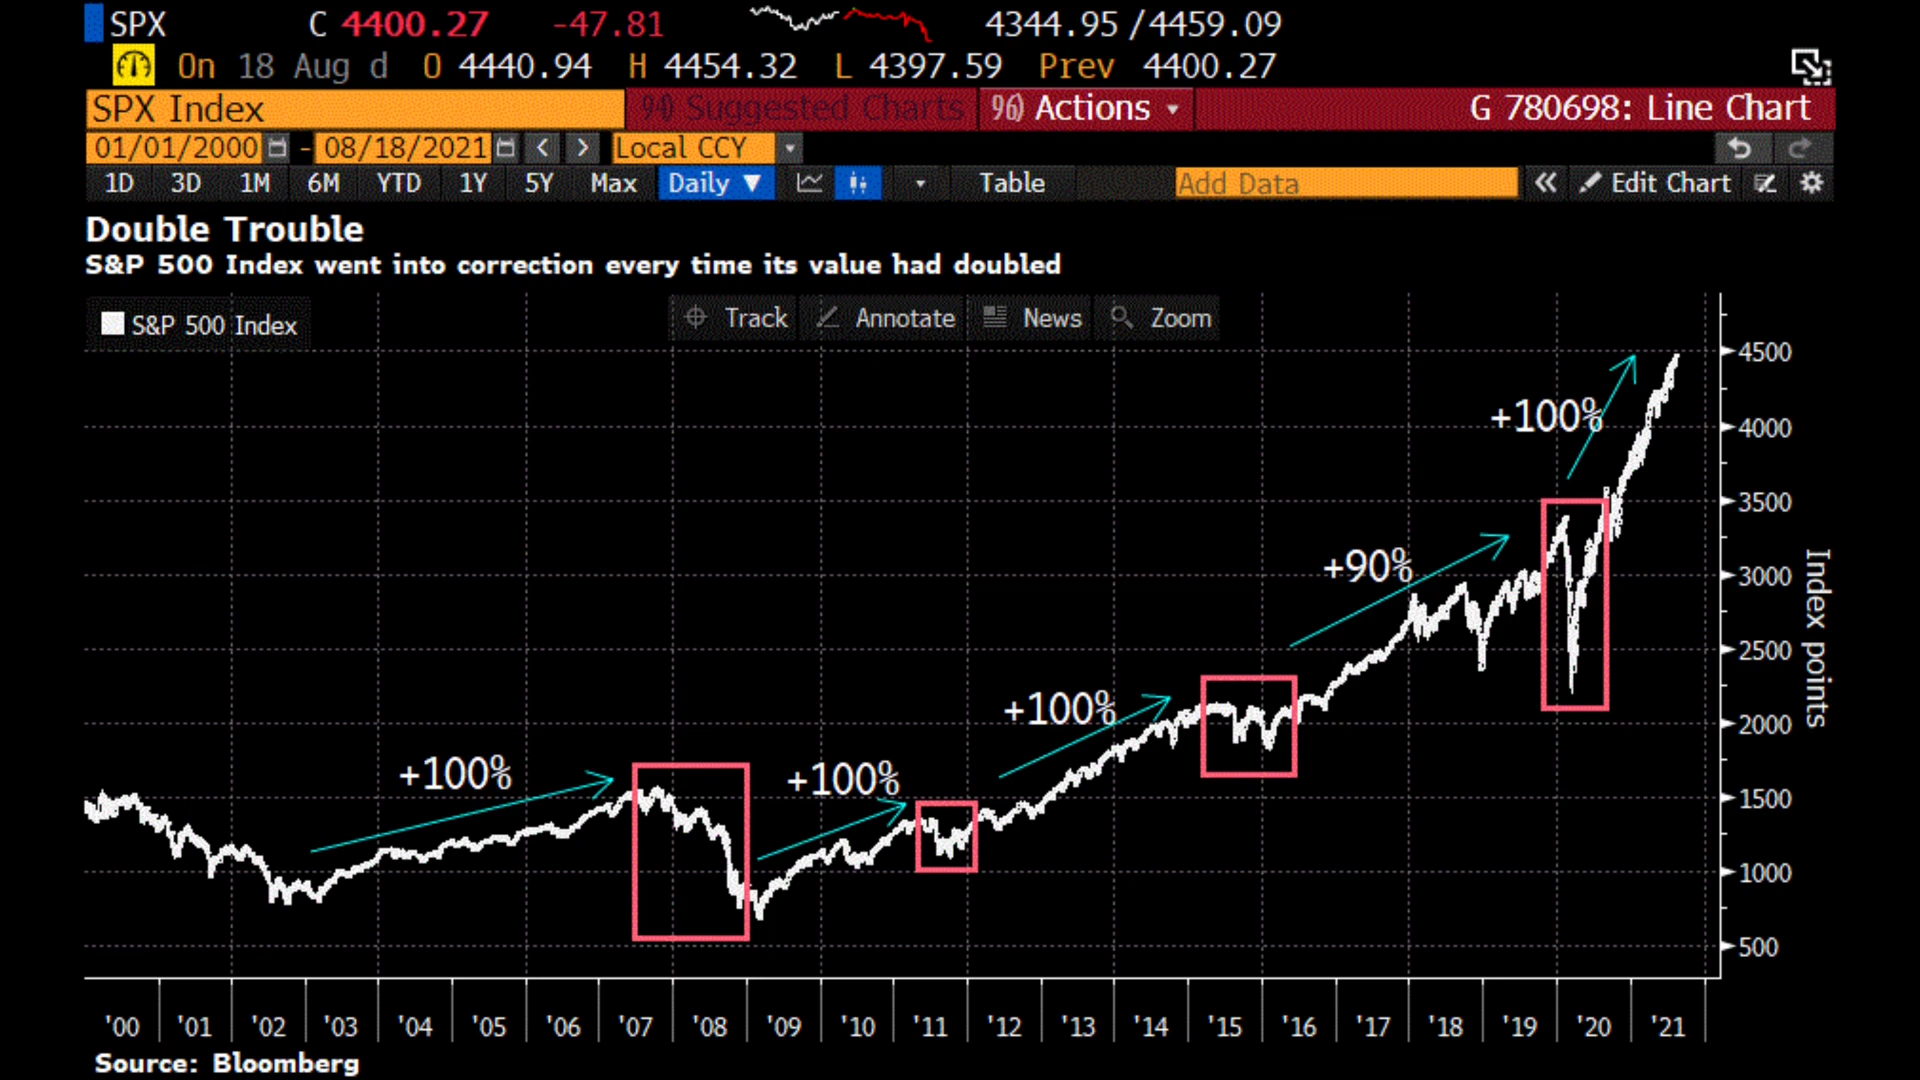 SPX C 4400.27 -47.81 4344.95 /4459.09
On 18 Aug d O 4440.94 H 4454.32 L 4397.59 Prev 4400.27
SPX Index 94) Suggested Charts 96) Actions G 780698: Line Chart
01/01/2000 - 08/18/2021 Local CCY
1D 3D 1M 6M YTD 1Y 5Y Max Daily ▼ Table Add Data « Edit Chart
Double Trouble
S&P 500 Index went into correction every time its value had doubled
S&P 500 Index Track Annotate News Zoom
4500
+100%
4000
3500
+90%
3000
2500
+100%
2000
+100%
+100%
1500
1000
500
Index points
'00 '01 '02 '03 '04 '05 '06 '07 '08 '09 '10 '11 '12 '13 '14 '15 '16 '17 '18 '19 '20 '21
Source: Bloomberg